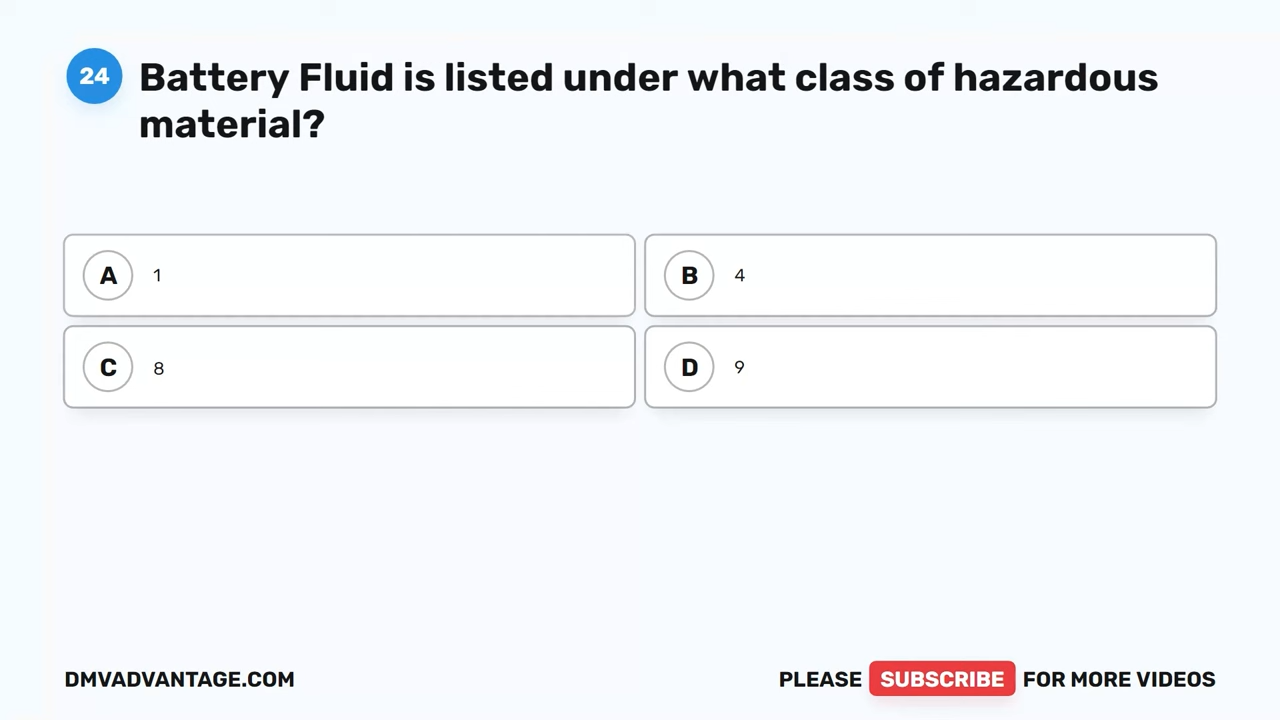 24
Battery Fluid is listed under what class of hazardous
material?
A 1
B 4
C 8
D 9
DMVADVANTAGE.COM
PLEASE SUBSCRIBE FOR MORE VIDEOS